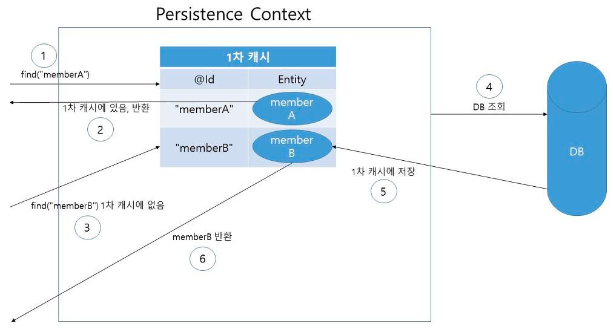 Persistence Context
1
find("memberA")
1차 캐시
@Id
Entity
"memberA"
member
A
1차 캐시에 있음, 반환
2
"memberB"
member
B
find("memberB") 1차 캐시에 없음
3
4
DB 조회
DB
1차 캐시에 저장
5
memberB 반환
6